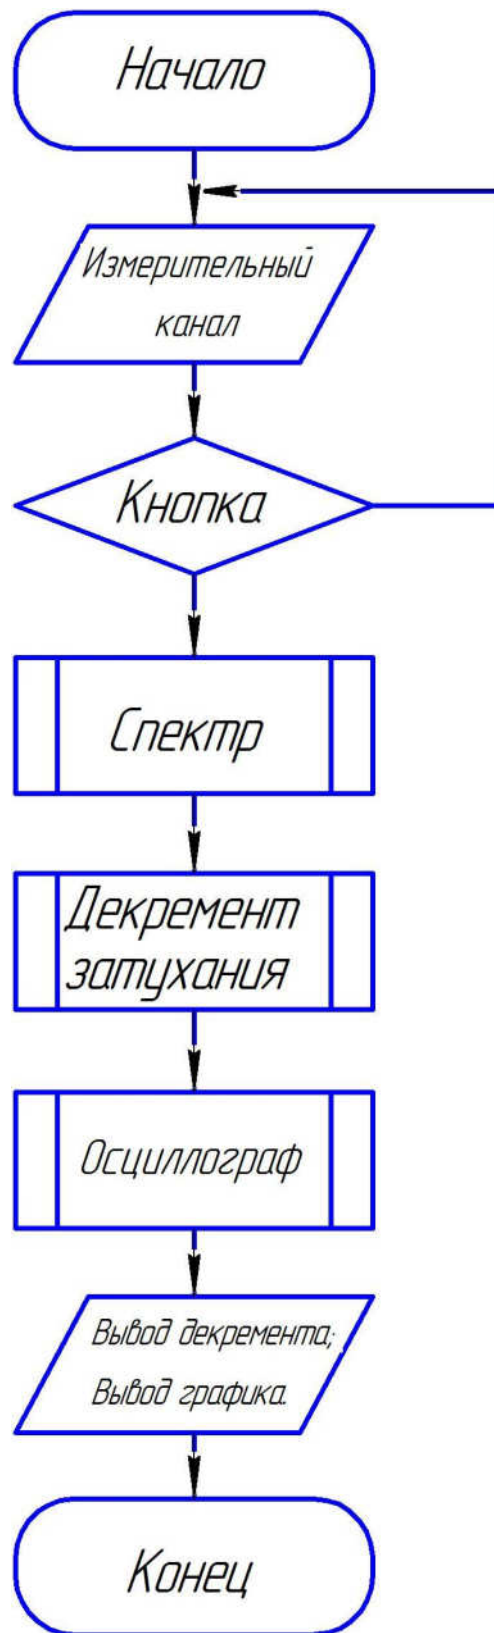 Начало
Измерительный
канал
Кнопка
Спектр
Декремент
затухания
Осциллограф
Вывод декремента;
Вывод графика.
Конец